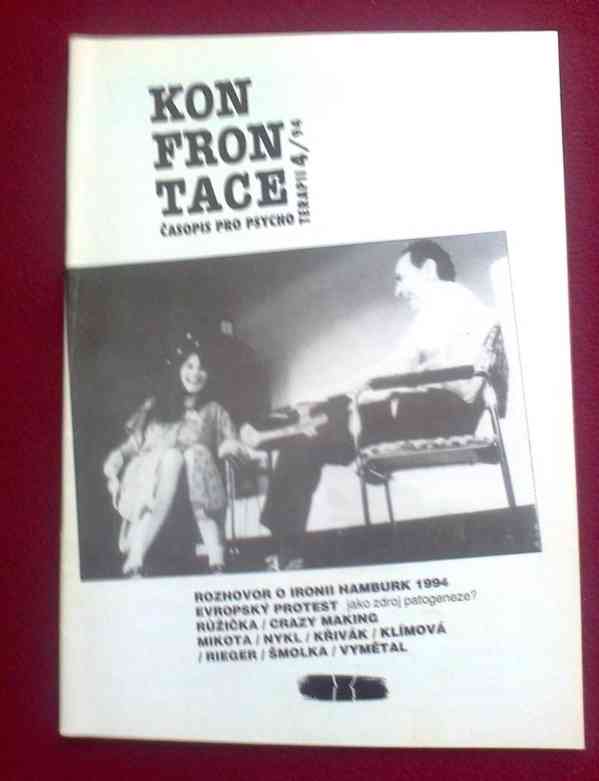 KON
FRON
TACE
ČASOPIS PRO PSYCHO
TERAPII 4/94
ROZHOVOR O IRONII HAMBURK 1994
EVROPSKÝ PROTEST jako zdroj patogeneze?
RŮŽIČKA / CRAZY MAKING
MIKOTA / NYKL / KŘIVÁK / KLÍMOVÁ
/ RIEGER / ŠMOLKA / VYMĚTAL